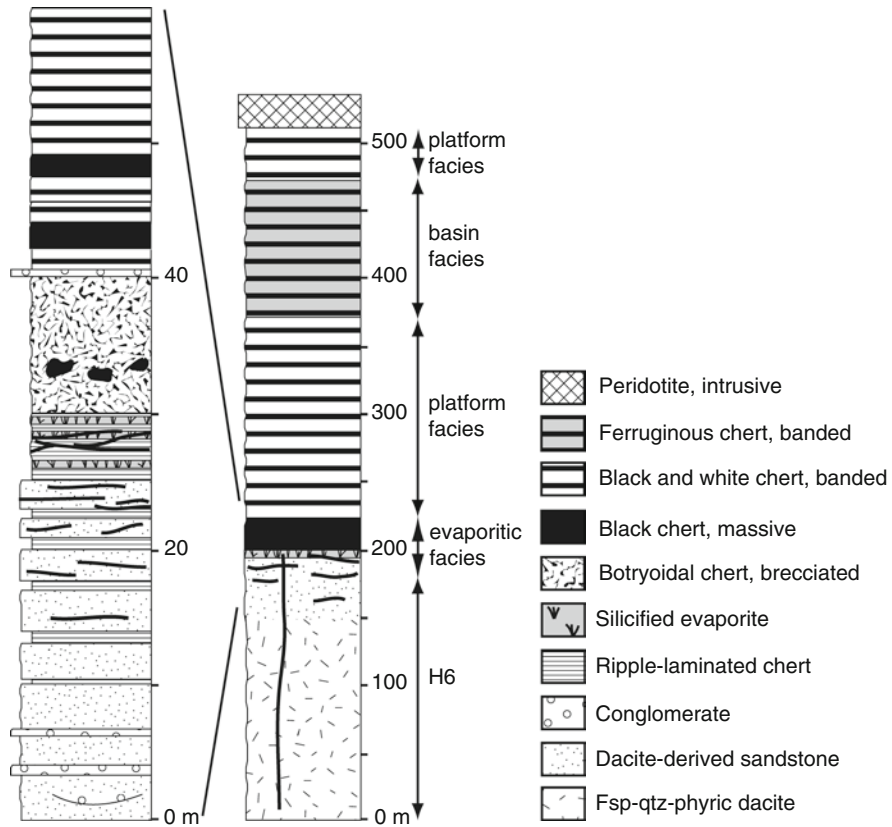 40
20
0 m
500
400
300
200
100
0 m
platform
facies
basin
facies
platform
facies
evaporitic
facies
H6
Peridotite, intrusive
Ferruginous chert, banded
Black and white chert, banded
Black chert, massive
Botryoidal chert, brecciated
Silicified evaporite
Ripple-laminated chert
Conglomerate
Dacite-derived sandstone
Fsp-qtz-phyric dacite